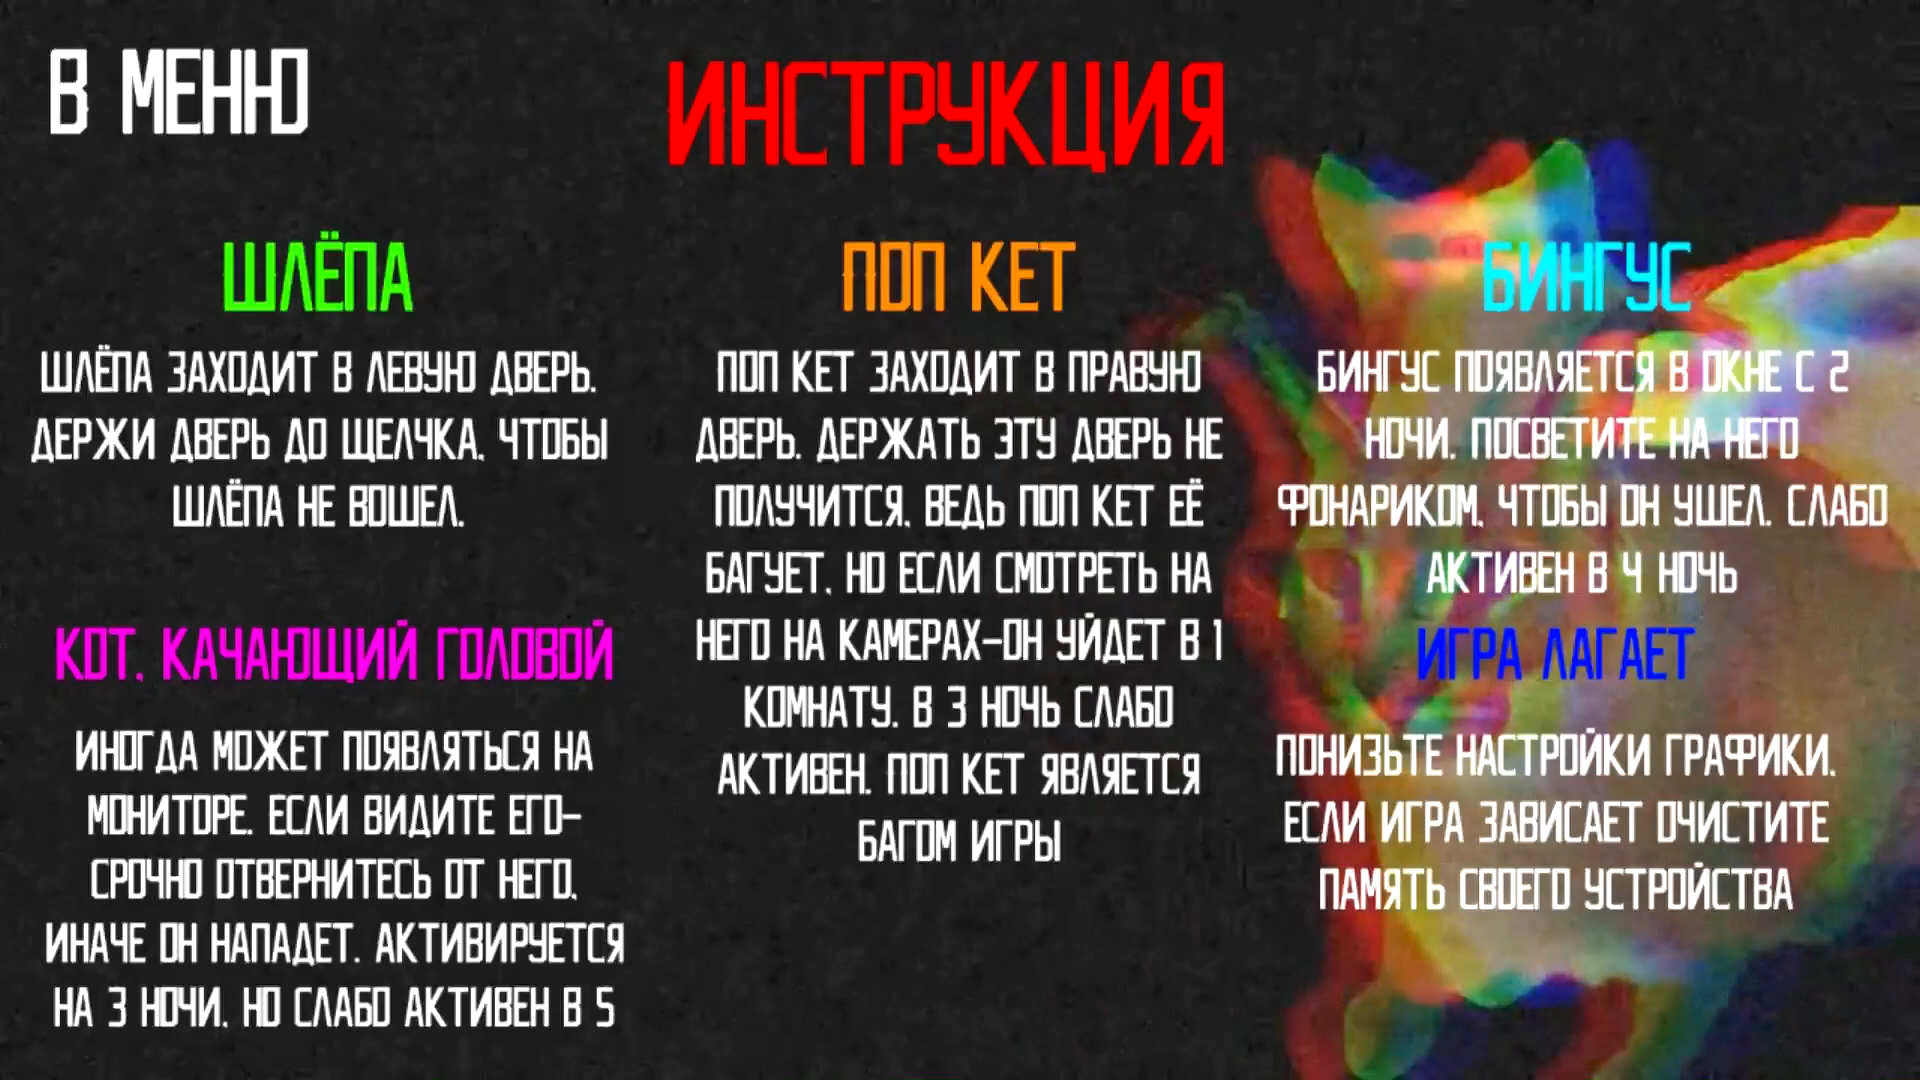 В МЕНЮ
ИНСТРУКЦИЯ
ШЛЁПА
ШЛЁПА ЗАХОДИТ В ЛЕВУЮ ДВЕРЬ.
ДЕРЖИ ДВЕРЬ ДО ЩЕЛЧКА, ЧТОБЫ
ШЛЁПА НЕ ВОШЕЛ.
КОТ, КАЧАЮЩИЙ ГОЛОВОЙ
ИНОГДА МОЖЕТ ПОЯВЛЯТЬСЯ НА
МОНИТОРЕ. ЕСЛИ ВИДИТЕ ЕГО-
СРОЧНО ОТВЕРНИТЕСЬ ОТ НЕГО,
ИНАЧЕ ОН НАПАДЕТ. АКТИВИРУЕТСЯ
НА 3 НОЧИ, НО СЛАБО АКТИВЕН В 5
ПОП КЕТ
ПОП КЕТ ЗАХОДИТ В ПРАВУЮ
ДВЕРЬ. ДЕРЖАТЬ ЭТУ ДВЕРЬ НЕ
ПОЛУЧИТСЯ, ВЕДЬ ПОП КЕТ ЕЁ
БАГУЕТ, НО ЕСЛИ СМОТРЕТЬ НА
НЕГО НА КАМЕРАХ-ОН УЙДЕТ В 1
КОМНАТУ. В 3 НОЧЬ СЛАБО
АКТИВЕН. ПОП КЕТ ЯВЛЯЕТСЯ
БАГОМ ИГРЫ
БИНГУС
БИНГУС ПОЯВЛЯЕТСЯ В ОКНЕ С 2
НОЧИ. ПОСВЕТИТЕ НА НЕГО
ФОНАРИКОМ, ЧТОБЫ ОН УШЕЛ. СЛАБО
АКТИВЕН В 4 НОЧЬ
ИГРА ЛАГАЕТ
ПОНИЗЬТЕ НАСТРОЙКИ ГРАФИКИ.
ЕСЛИ ИГРА ЗАВИСАЕТ ОЧИСТИТЕ
ПАМЯТЬ СВОЕГО УСТРОЙСТВА